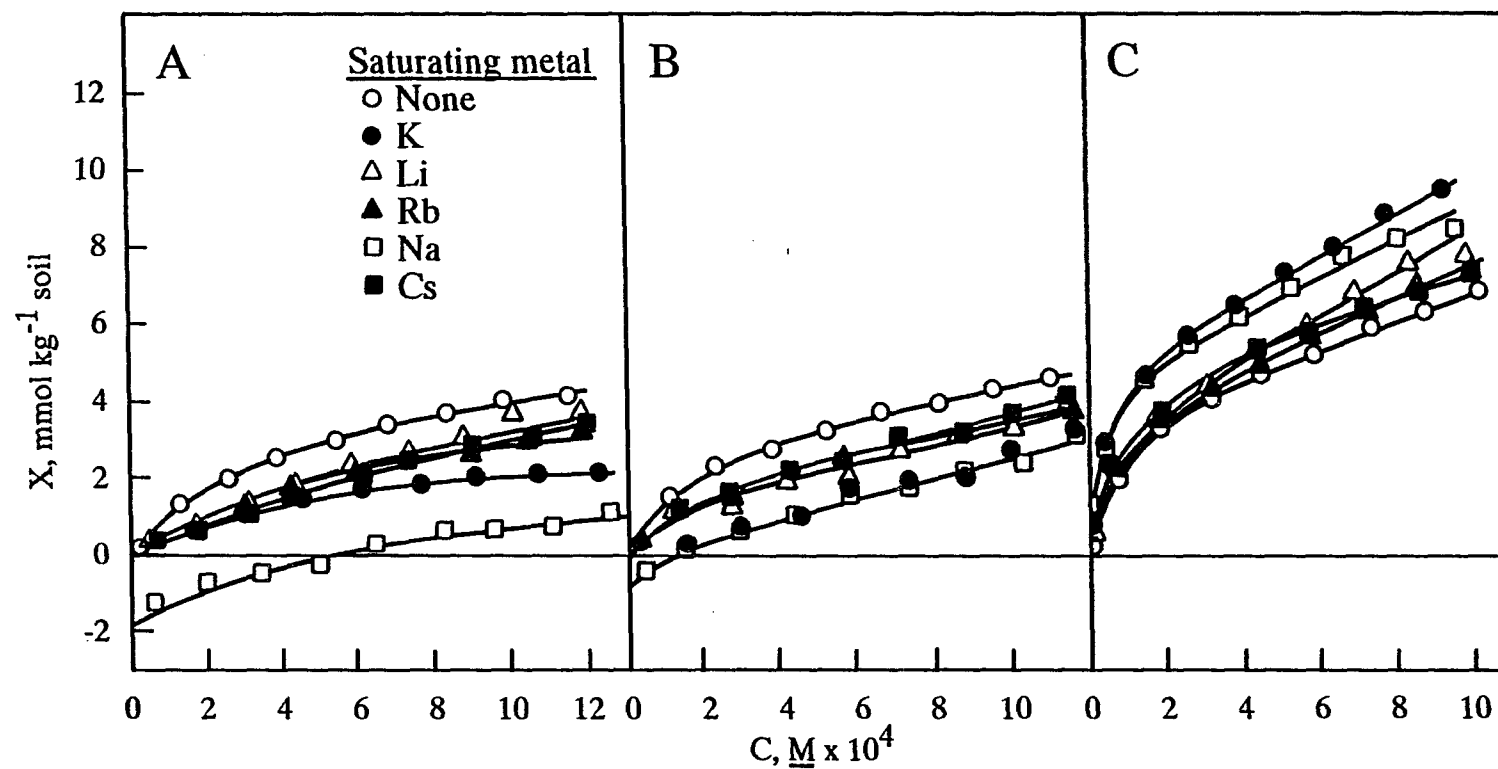 A
Saturating metal
None
K
Li
Rb
Na
Cs
B
C
12
10
8
6
4
2
0
-2
X, mmol kg⁻¹ soil
0 2 4 6 8 10 12 0 2 4 6 8 10 0 2 4 6 8 10
C, M x 10⁴